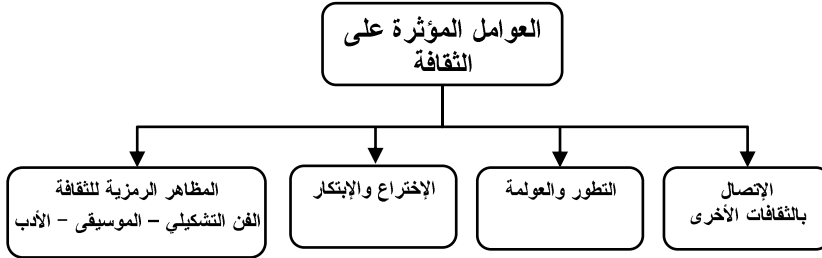 العوامل المؤثرة على
الثقافة
الإتصال
بالثقافات الأخرى
التطور والعولمة
الإختراع والإبتكار
المظاهر الرمزية للثقافة
الفن التشكيلي – الموسيقى – الأدب